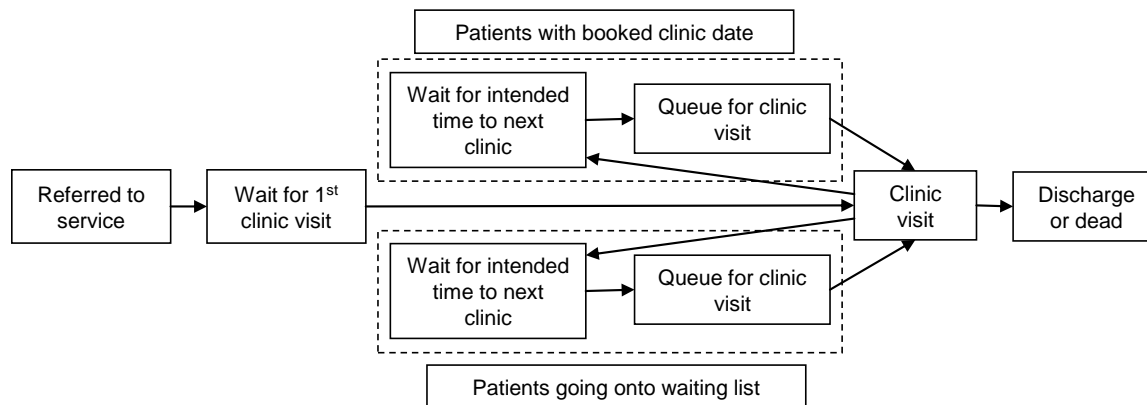 Patients with booked clinic date
Wait for intended
time to next
clinic
Queue for clinic
visit
Referred to
service
Wait for 1st
clinic visit
Clinic
visit
Discharge
or dead
Wait for intended
time to next
clinic
Queue for clinic
visit
Patients going onto waiting list